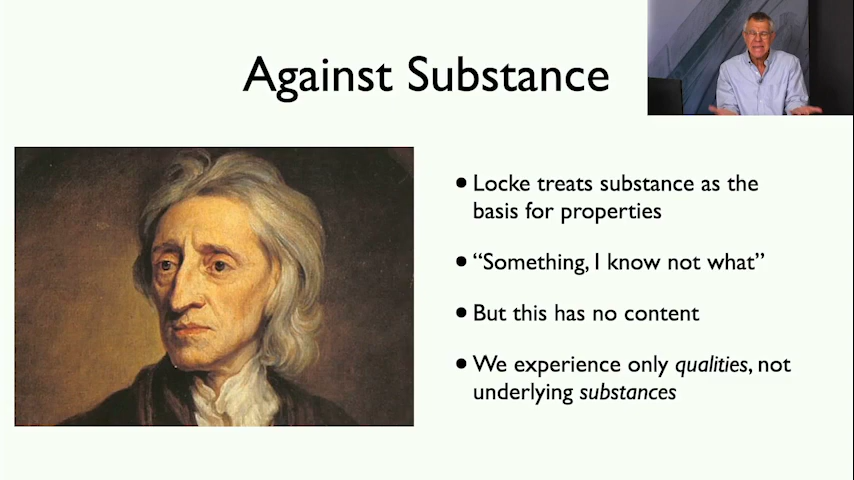 Against Substance
• Locke treats substance as the
basis for properties
• “Something, I know not what”
• But this has no content
• We experience only qualities, not
underlying substances